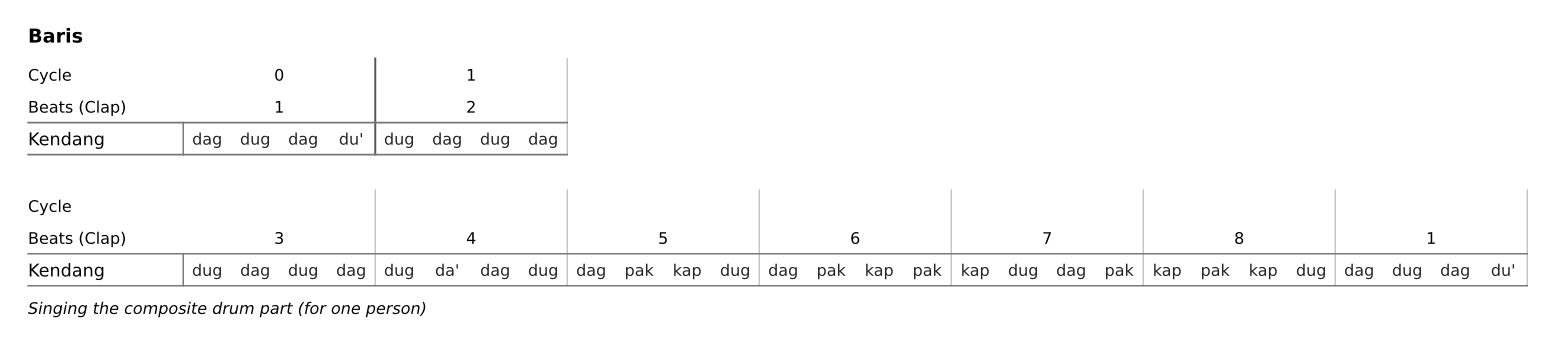 Baris
Cycle 0 1
Beats (Clap) 1 2
Kendang dag dug dag du' dug dag dug dag
Cycle
Beats (Clap) 3 4 5 6 7 8 1
Kendang dug dag dug dag dug da' dag dug dag pak kap dug dag pak kap pak kap dug dag pak kap pak kap dug dag dug dag du'
Singing the composite drum part (for one person)